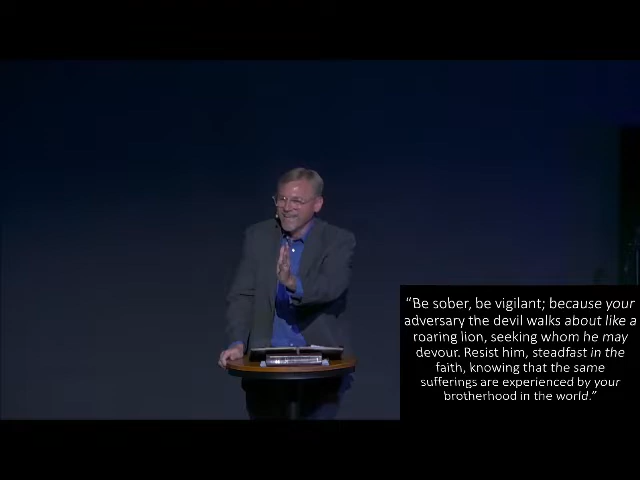 “Be sober, be vigilant; because your
adversary the devil walks about like a
roaring lion, seeking whom he may
devour. Resist him, steadfast in the
faith, knowing that the same
sufferings are experienced by your
brotherhood in the world.”